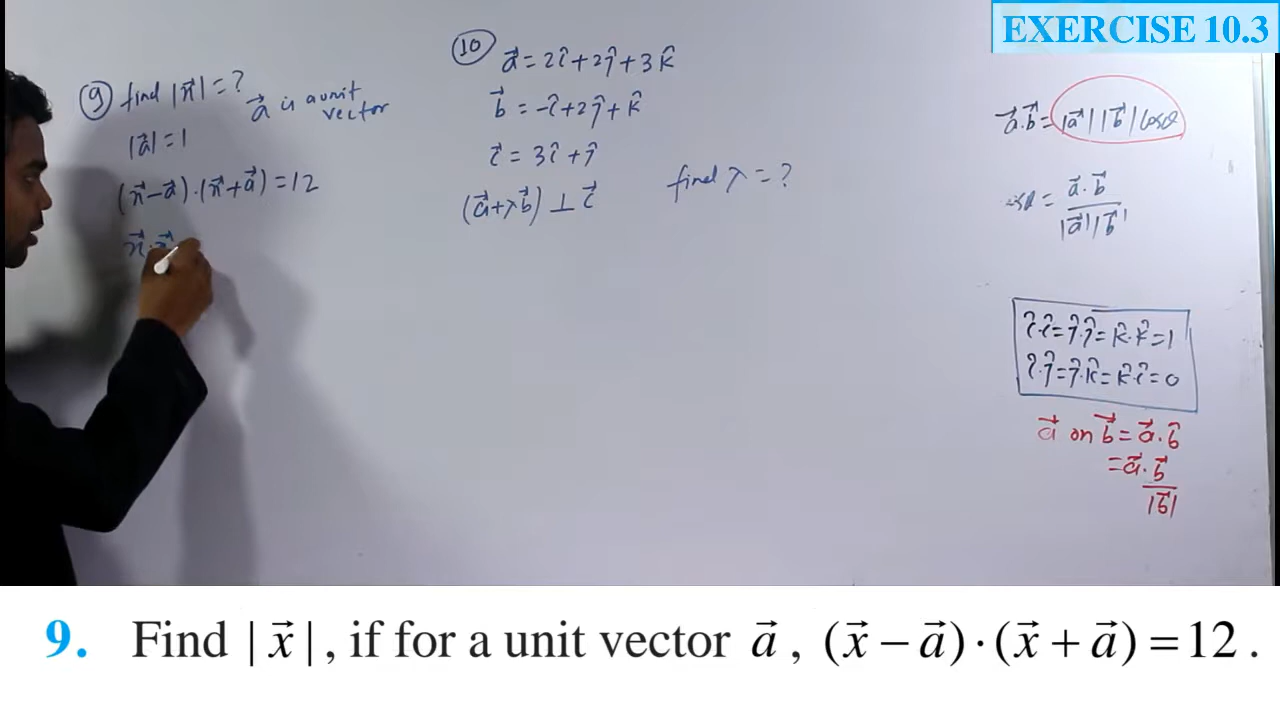 EXERCISE 10.3
9 find |x⃗| = ? a⃗ is a unit vector
|a⃗| = 1
(x⃗-a⃗)·(x⃗+a⃗) = 12
x⃗·x⃗
10 a⃗ = 2î+2ĵ+3k̂
b⃗ = -î+2ĵ+k̂
c⃗ = 3î+ĵ
(a⃗+λb⃗) ⊥ c⃗ find λ = ?
a⃗.b⃗ = |a⃗||b⃗| cosθ
= a⃗·b⃗ / |a⃗||b⃗|
î·î=ĵ·ĵ=k̂·k̂=1
î·ĵ=ĵ·k̂=k̂·î=0
a⃗ on b⃗ = a⃗·b̂
= a⃗·b⃗ / |b⃗|
9. Find |x⃗|, if for a unit vector a⃗, (x⃗ − a⃗)·(x⃗ + a⃗) = 12.